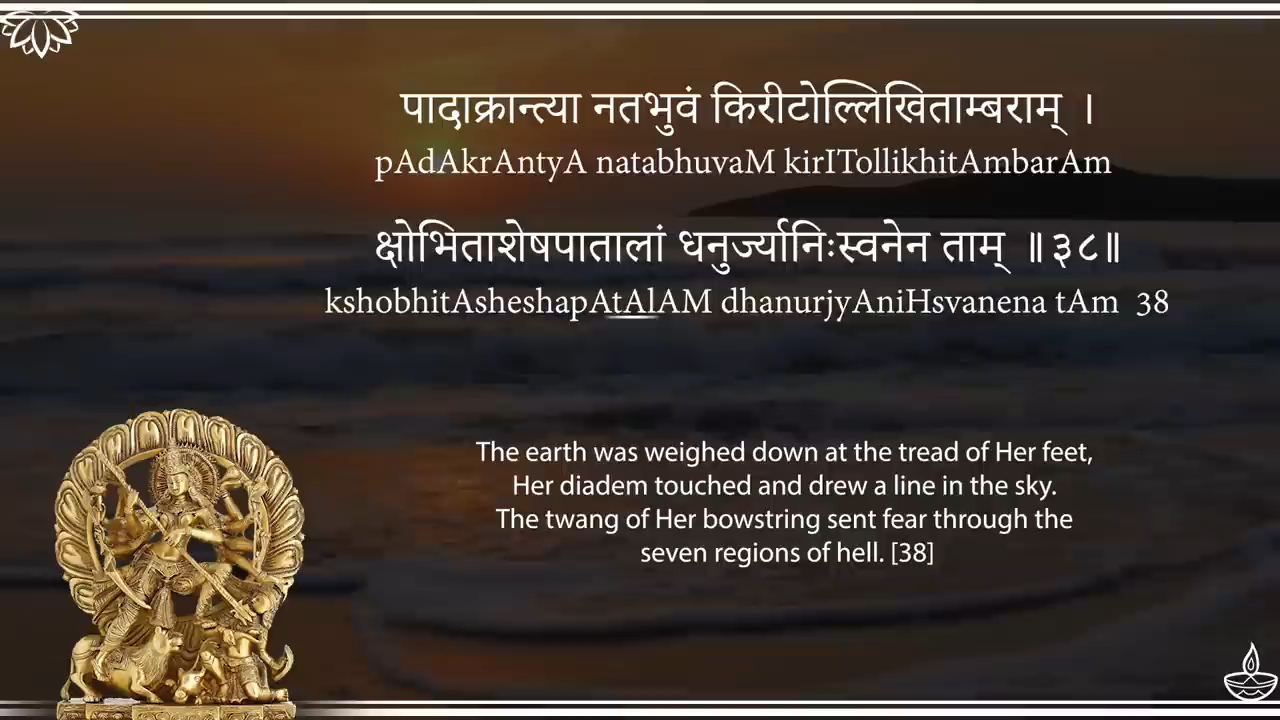 पादाक्रान्त्या नतभुवं किरीटोल्लिखिताम्बराम् ।
pAdAkrAntyA natabhuvaM kirITollikhitAmbarAm
क्षोभिताशेषपातालां धनुर्ज्यानिःस्वनेन ताम् ॥३८॥
kshobhitAsheshapAtAlAM dhanurjyAniHsvanena tAm 38
The earth was weighed down at the tread of Her feet,
Her diadem touched and drew a line in the sky.
The twang of Her bowstring sent fear through the
seven regions of hell. [38]